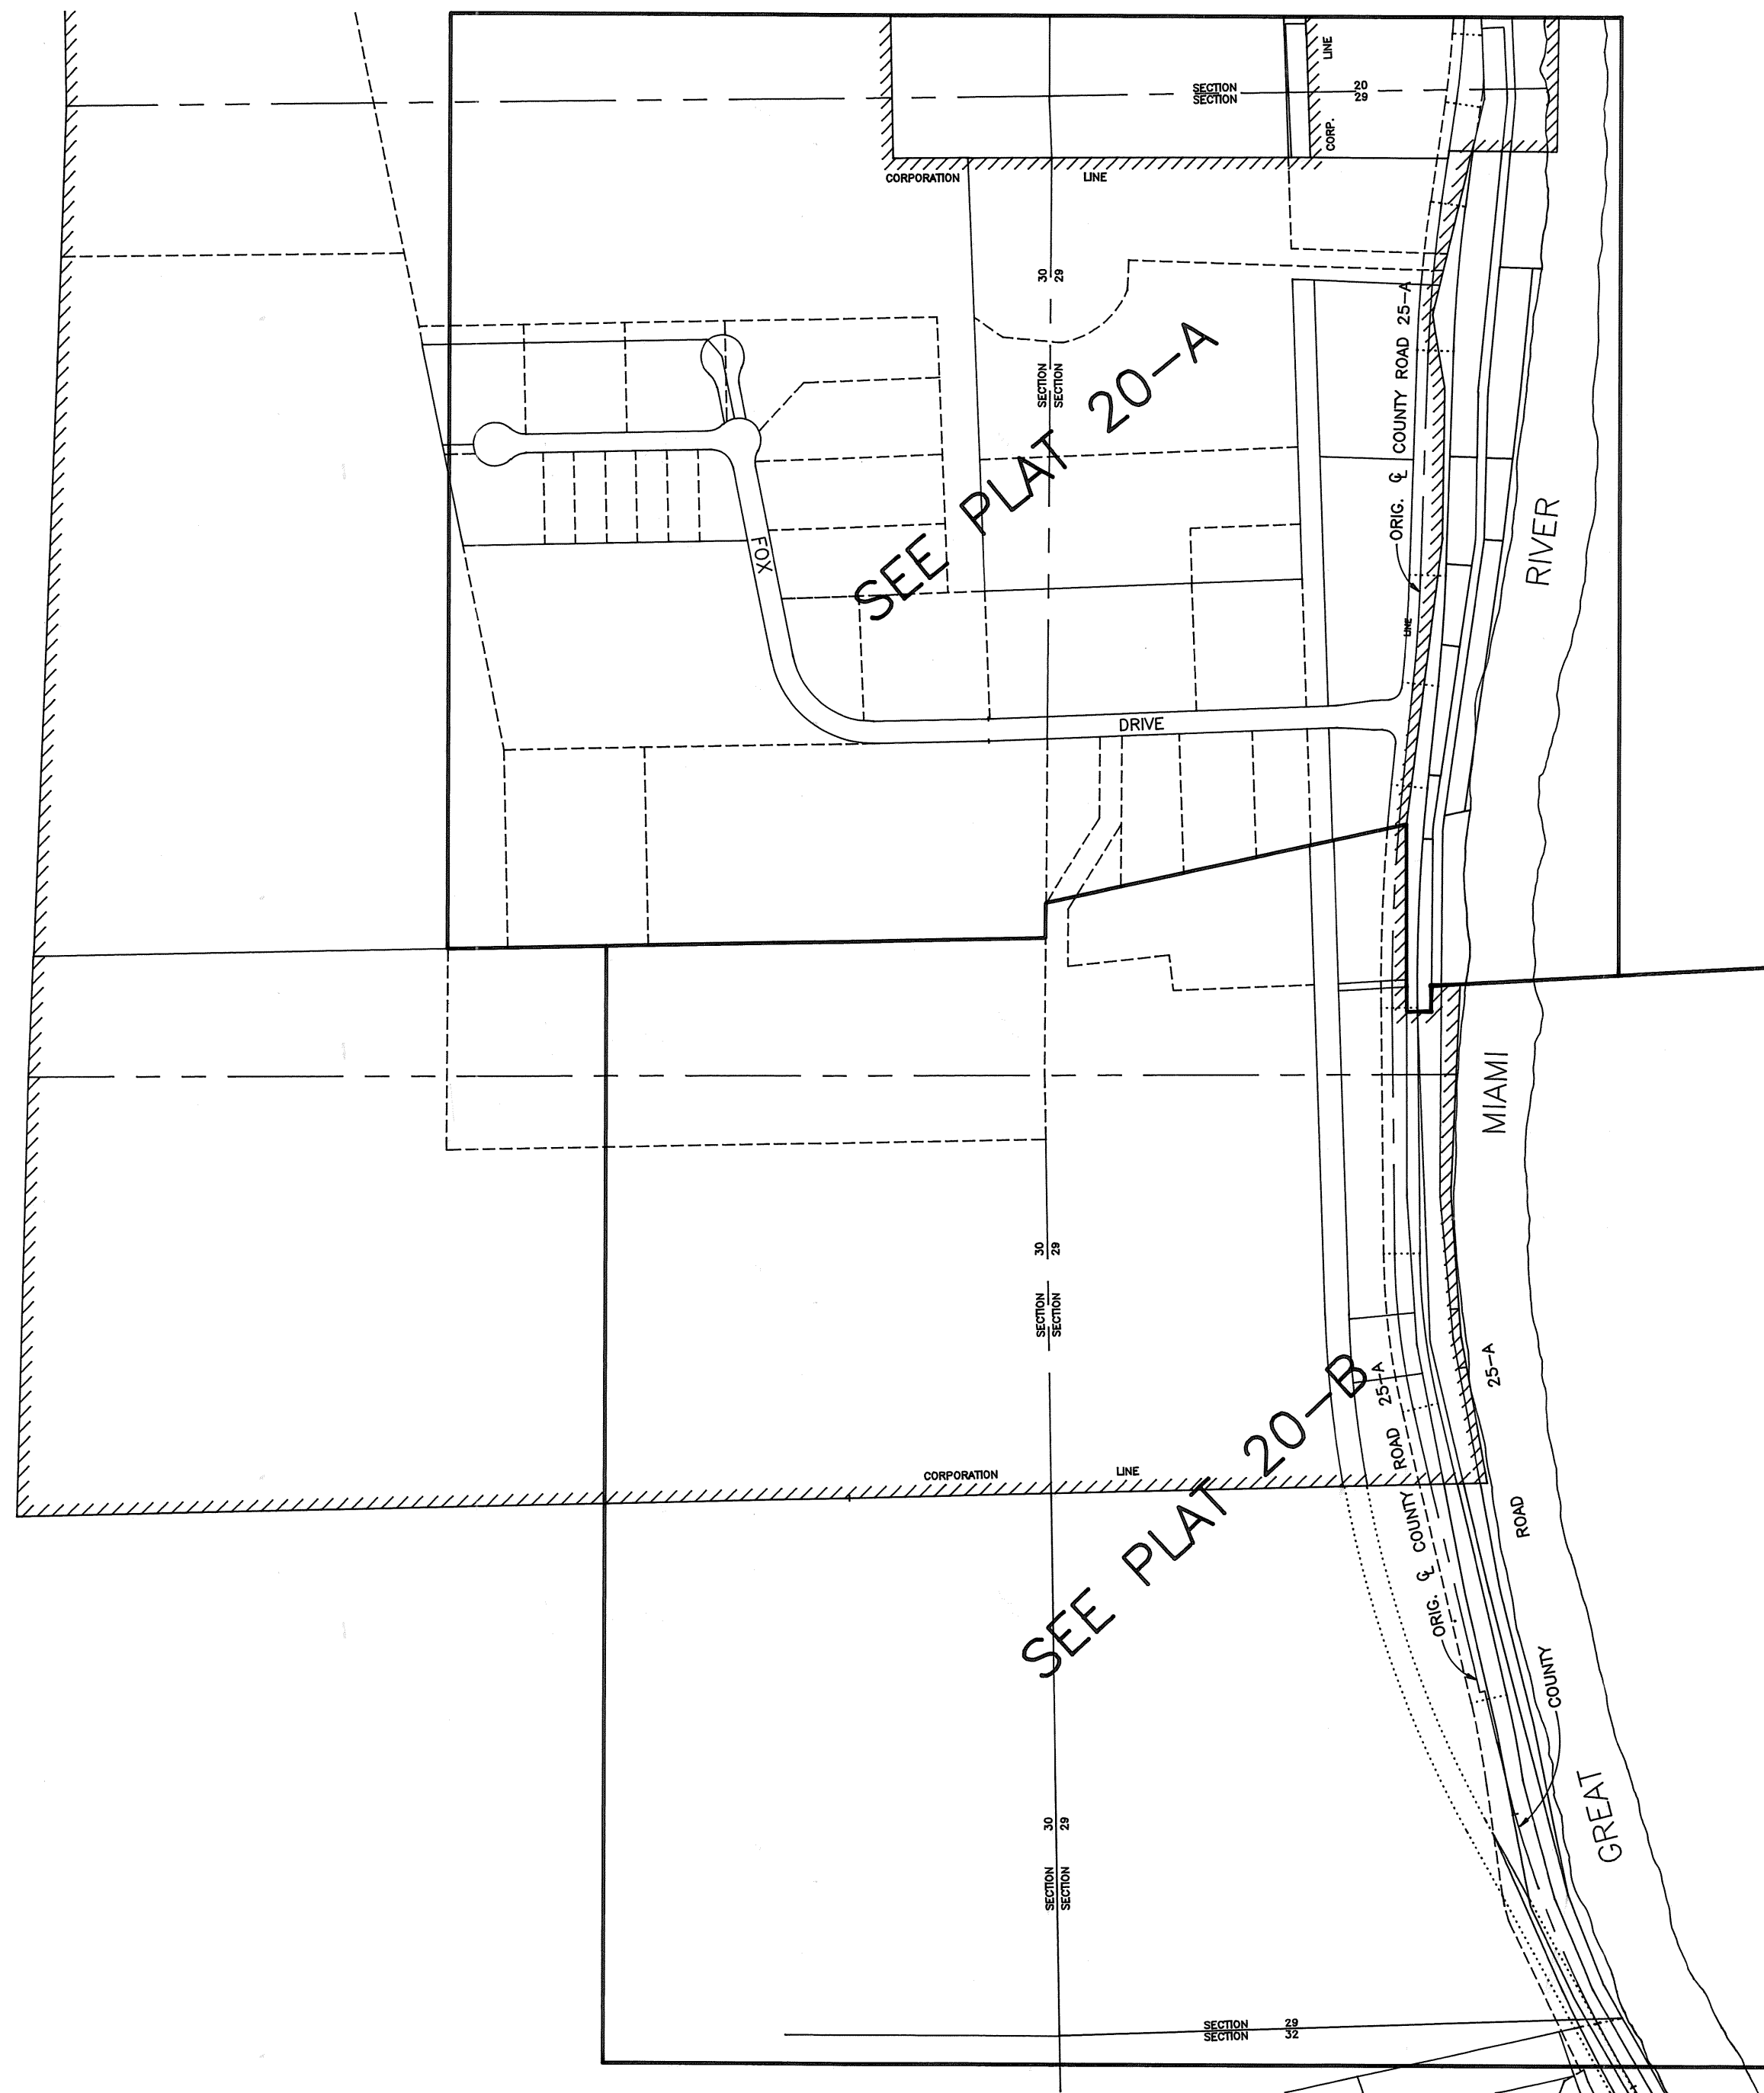 LINE
CORP.
SECTION 20
SECTION 29
CORPORATION LINE
30
29
SECTION
SECTION
SEE PLAT 20-A
ORIG. ℄ COUNTY ROAD 25-A
LINE
FOX
DRIVE
RIVER
MIAMI
GREAT
30
29
SECTION
SECTION
25-A
ROAD
COUNTY
ORIG. ℄ COUNTY ROAD 25-A
CORPORATION LINE
SEE PLAT 20-B
30
29
SECTION
SECTION
SECTION 29
SECTION 32